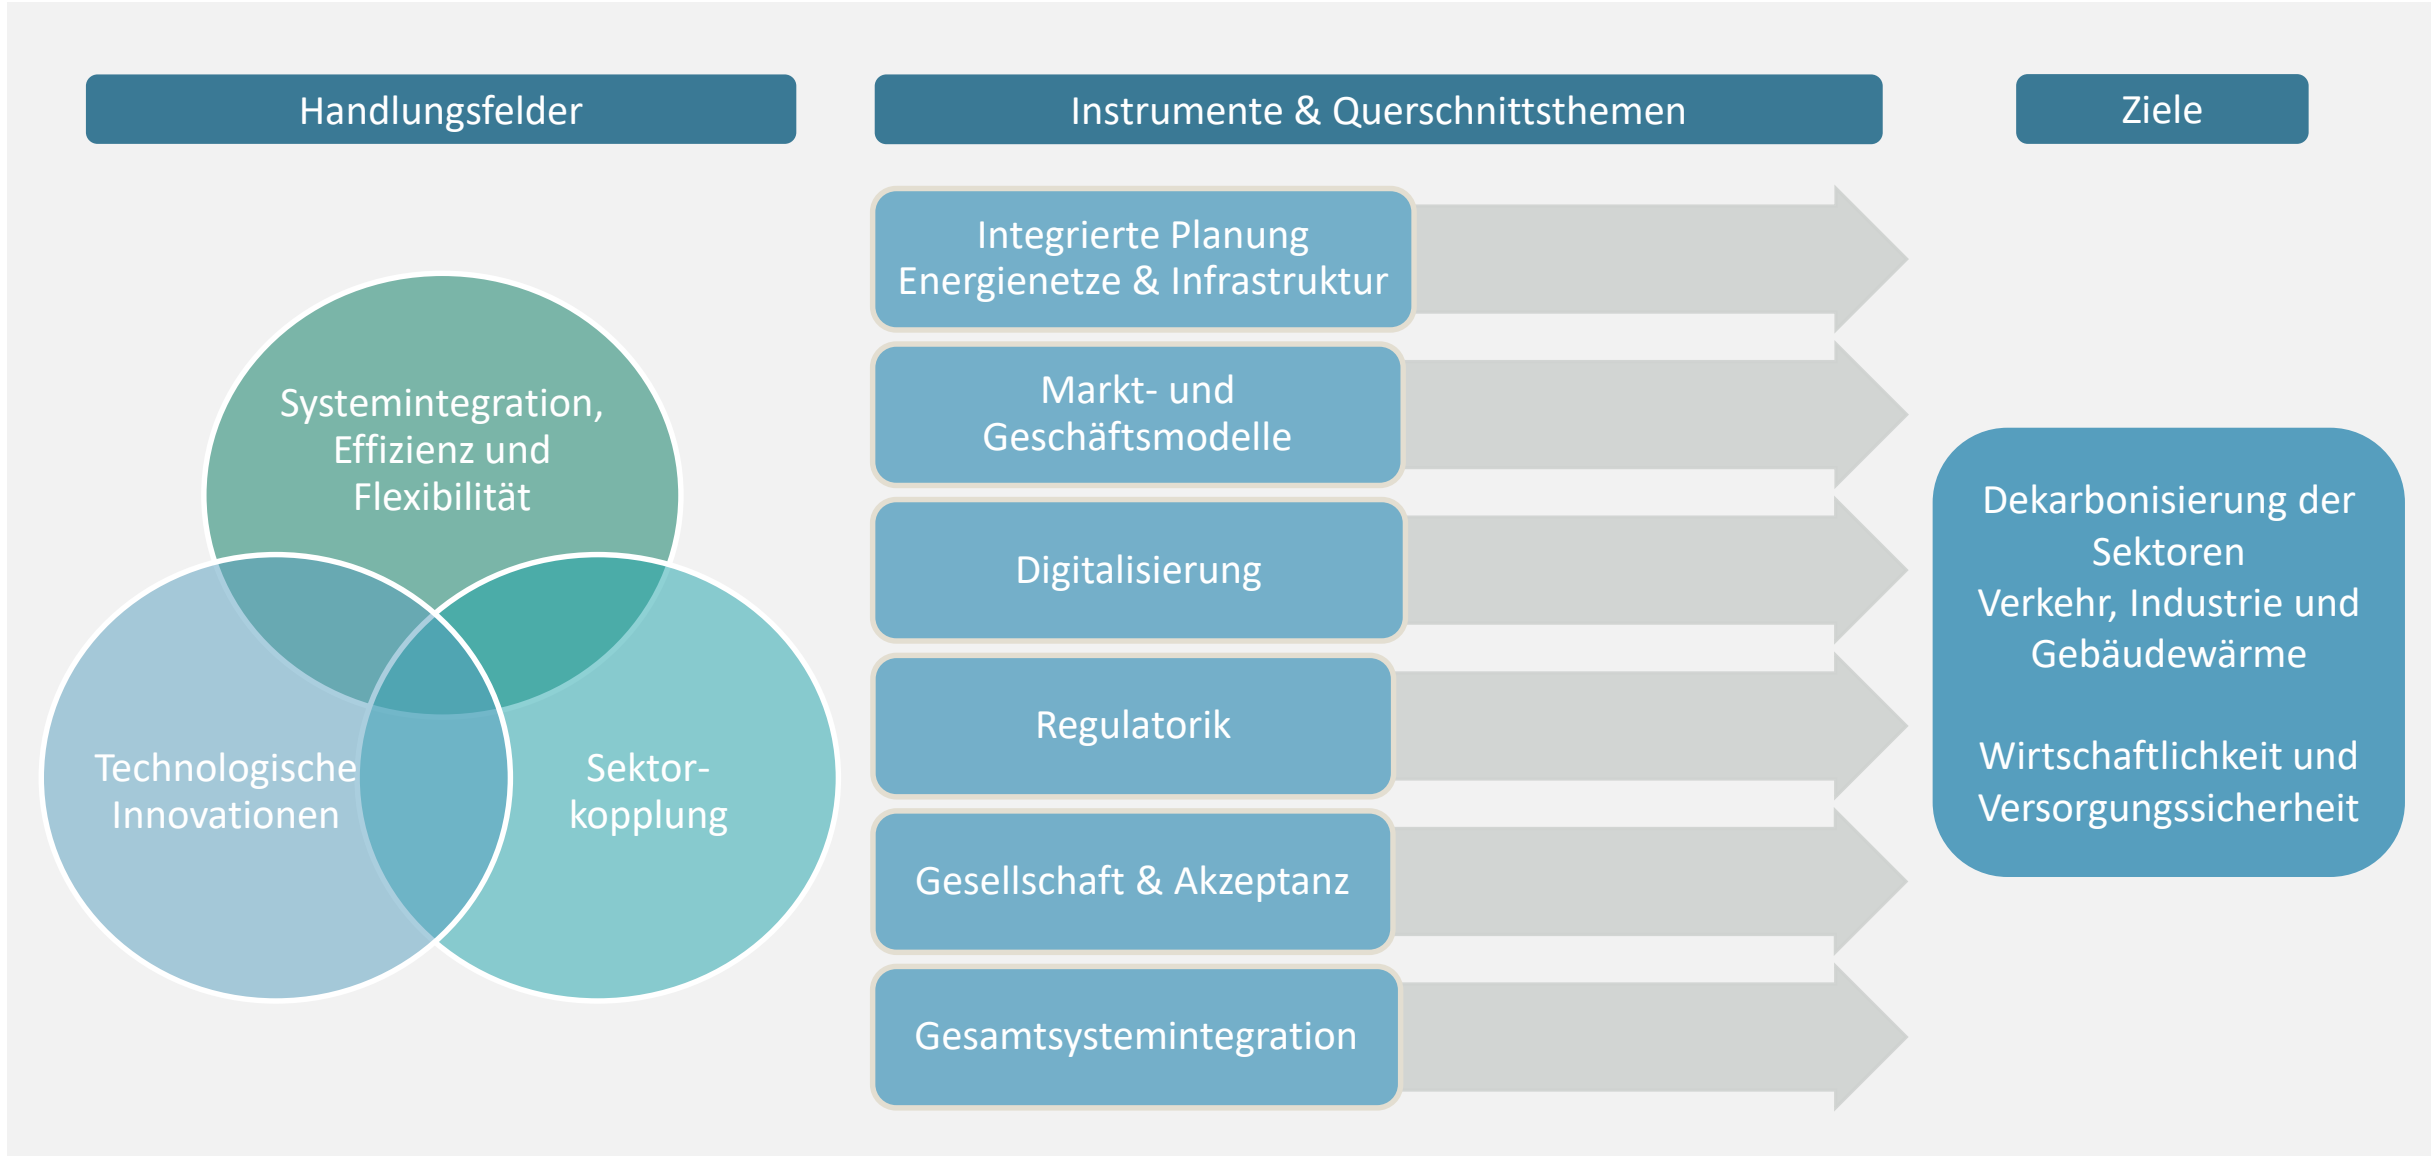 Handlungsfelder
Systemintegration,
Effizienz und
Flexibilität
Technologische
Innovationen
Sektor-
kopplung
Instrumente & Querschnittsthemen
Integrierte Planung
Energienetze & Infrastruktur
Markt- und
Geschäftsmodelle
Digitalisierung
Regulatorik
Gesellschaft & Akzeptanz
Gesamtsystemintegration
Ziele
Dekarbonisierung der
Sektoren
Verkehr, Industrie und
Gebäudewärme
Wirtschaftlichkeit und
Versorgungssicherheit